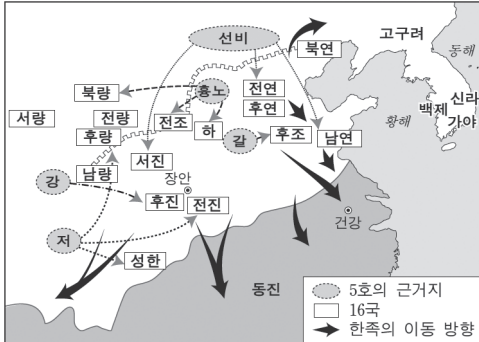 선비
북연
고구려
동해
북량
흉노
전연
후연
서량
전량
후량
전조
하
갈
후조
남연
황해
백제
신라
가야
남량
서진
장안
강
후진
전진
건강
저
성한
동진
5호의 근거지
16국
한족의 이동 방향